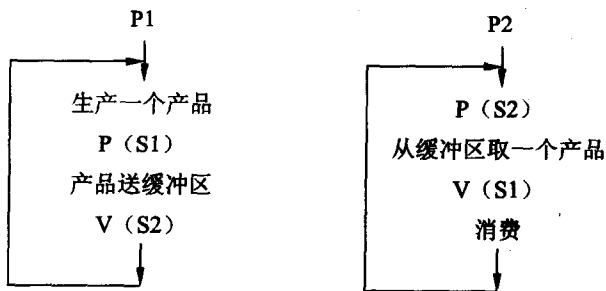 P1
生产一个产品
P（S1）
产品送缓冲区
V（S2）
P2
P（S2）
从缓冲区取一个产品
V（S1）
消费